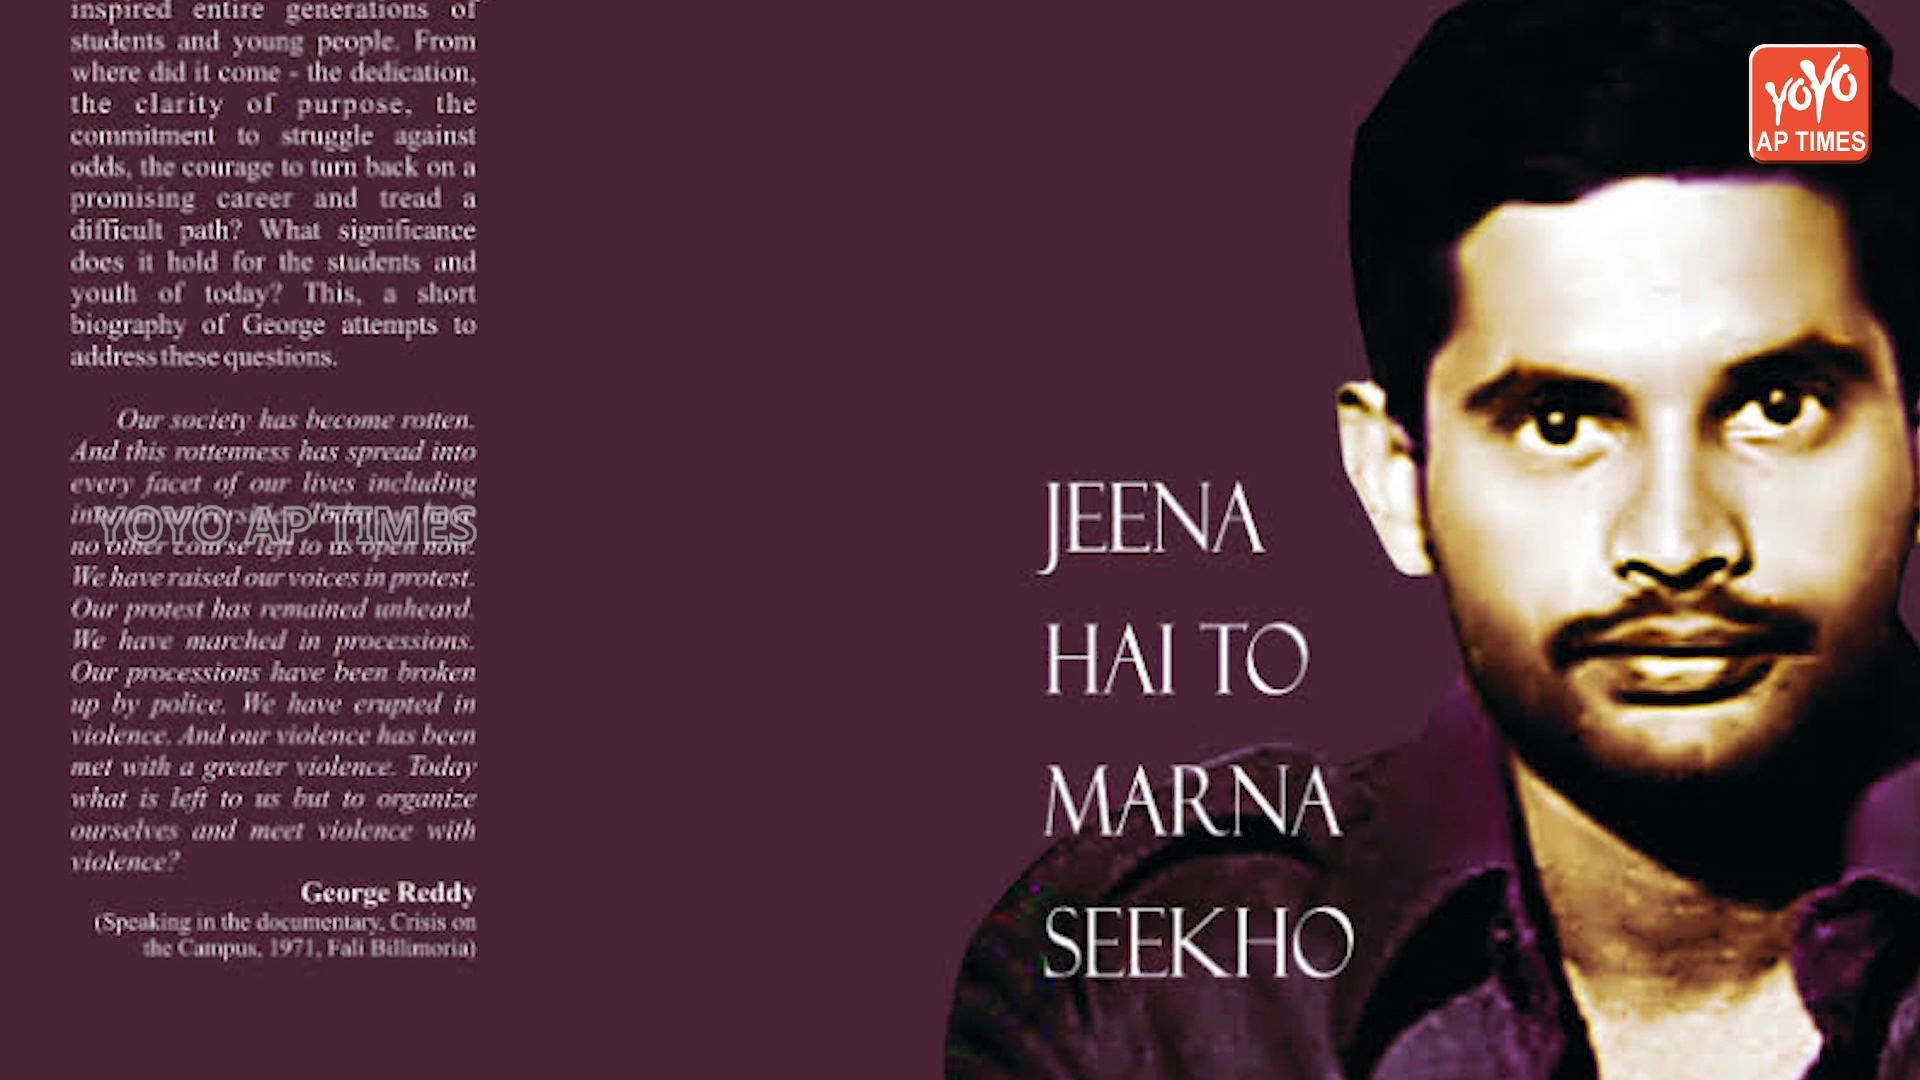 inspired entire generations of
students and young people. From
where did it come - the dedication,
the clarity of purpose, the
commitment to struggle against
odds, the courage to turn back on a
promising career and tread a
difficult path? What significance
does it hold for the students and
youth of today? This, a short
biography of George attempts to
address these questions.
Our society has become rotten.
And this rottenness has spread into
every facet of our lives including
YOYO AP TIMES
no other course left to us open now.
We have raised our voices in protest.
Our protest has remained unheard.
We have marched in processions.
Our processions have been broken
up by police. We have erupted in
violence. And our violence has been
met with a greater violence. Today
what is left to us but to organize
ourselves and meet violence with
violence?
George Reddy
(Speaking in the documentary, Crisis on
the Campus, 1971, Fali Billimoria)
JEENA
HAI TO
MARNA
SEEKHO
YOYO
AP TIMES